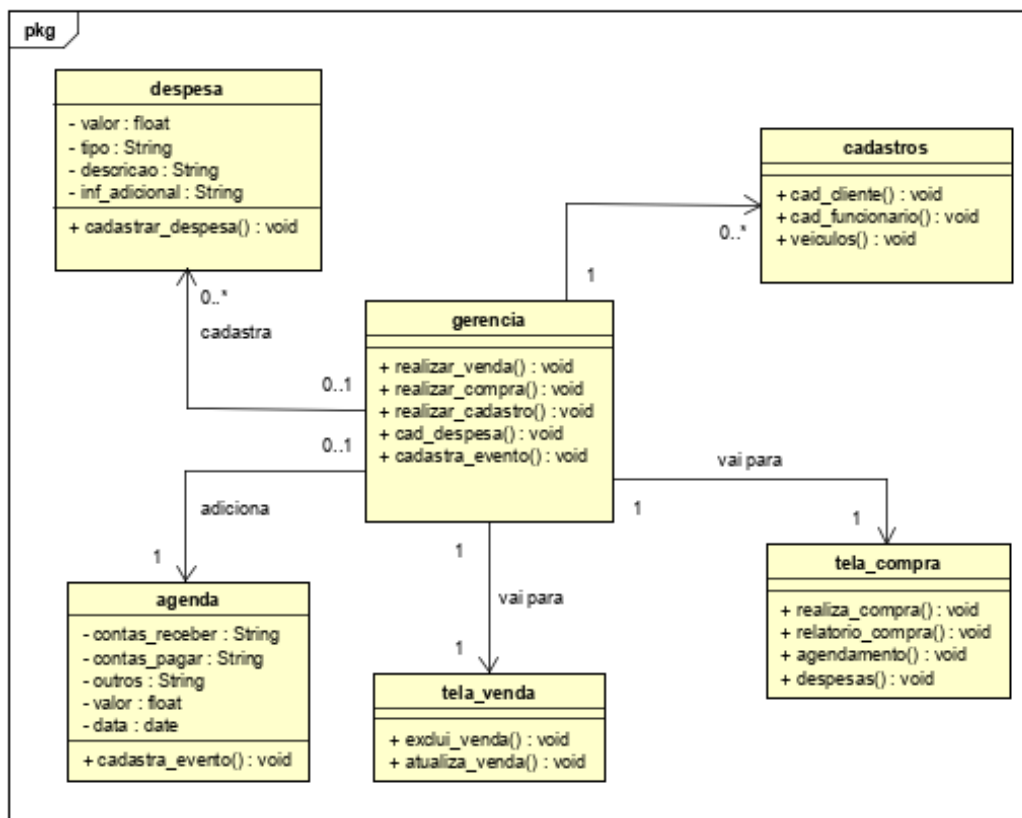 pkg
despesa
- valor : float
- tipo : String
- descricao : String
- inf_adicional : String
+ cadastrar_despesa() : void
cadastros
+ cad_cliente() : void
+ cad_funcionario() : void
+ veiculos() : void
0..*
1
0..*
cadastra
0..1
gerencia
+ realizar_venda() : void
+ realizar_compra() : void
+ realizar_cadastro() : void
+ cad_despesa() : void
+ cadastra_evento() : void
0..1
adiciona
1
vai para
1
1
1
vai para
1
agenda
- contas_receber : String
- contas_pagar : String
- outros : String
- valor : float
- data : date
+ cadastra_evento() : void
tela_venda
+ exclui_venda() : void
+ atualiza_venda() : void
tela_compra
+ realiza_compra() : void
+ relatorio_compra() : void
+ agendamento() : void
+ despesas() : void